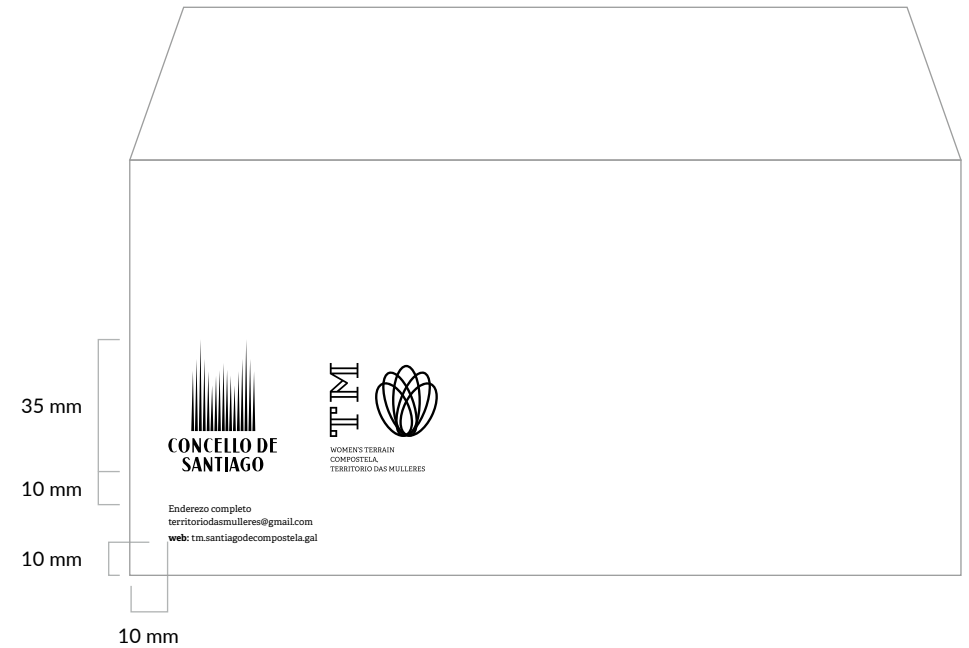 35 mm
10 mm
10 mm
10 mm
CONCELLO DE
SANTIAGO
TM
WOMEN'S TERRAIN
COMPOSTELA,
TERRITORIO DAS MULLERES
Enderezo completo
territoriodasmulleres@gmail.com
web: tm.santiagodecompostela.gal